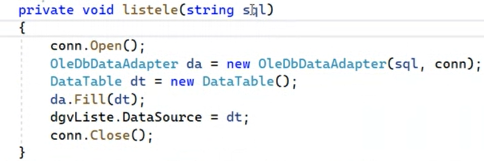 private void listele(string sql)
{
conn.Open();
OleDbDataAdapter da = new OleDbDataAdapter(sql, conn);
DataTable dt = new DataTable();
da.Fill(dt);
dgvListe.DataSource = dt;
conn.Close();
}